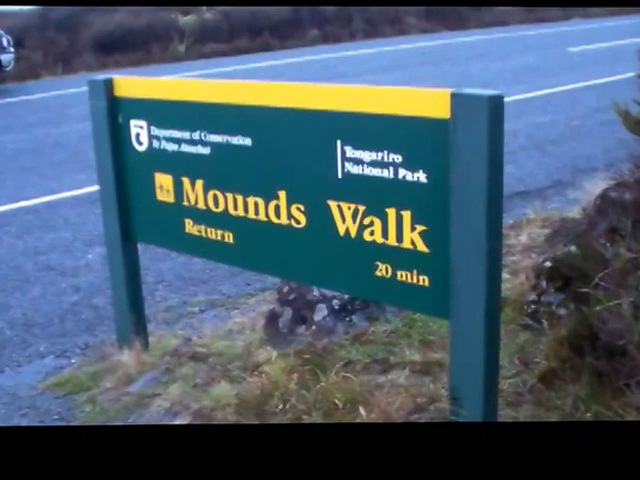 Department of Conservation
Te Papa Atawhai
Tongariro
National Park
Mounds Walk
Return
20 min